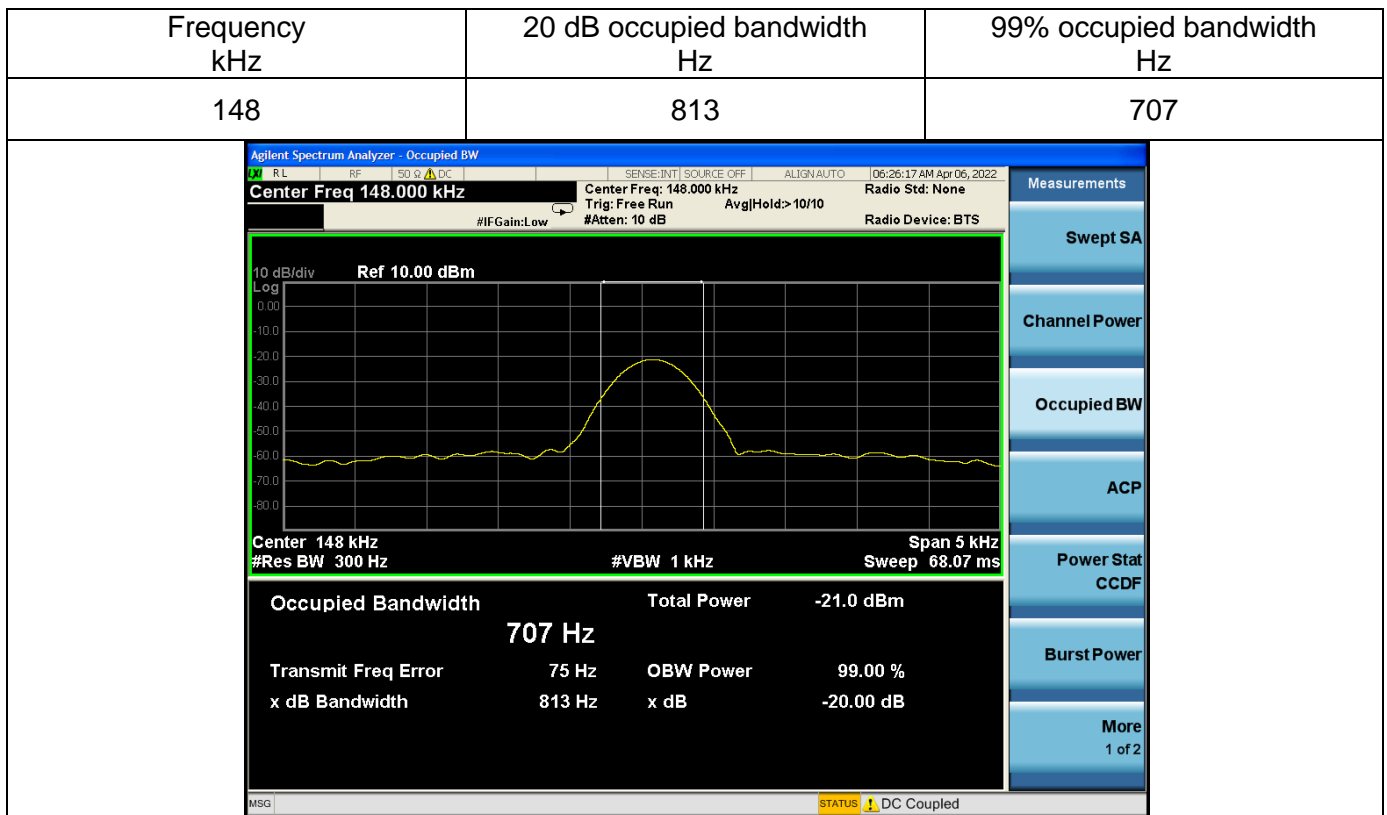 Frequency
kHz
20 dB occupied bandwidth
Hz
99% occupied bandwidth
Hz
148
813
707
Agilent Spectrum Analyzer - Occupied BW
LXI RL RF 50 Ω DC SENSE:INT SOURCE OFF ALIGN AUTO 06:26:17 AM Apr 06, 2022
Center Freq 148.000 kHz
Center Freq: 148.000 kHz
Radio Std: None
Trig: Free Run
Avg|Hold:>10/10
#IFGain:Low
#Atten: 10 dB
Radio Device: BTS
10 dB/div
Ref 10.00 dBm
Log
0.00
-10.0
-20.0
-30.0
-40.0
-50.0
-60.0
-70.0
-80.0
Center 148 kHz
Span 5 kHz
#Res BW 300 Hz
#VBW 1 kHz
Sweep 68.07 ms
Occupied Bandwidth
Total Power
-21.0 dBm
707 Hz
Transmit Freq Error
75 Hz
OBW Power
99.00 %
x dB Bandwidth
813 Hz
x dB
-20.00 dB
MSG
STATUS
DC Coupled
Measurements
Swept SA
Channel Power
Occupied BW
ACP
Power Stat
CCDF
Burst Power
More
1 of 2